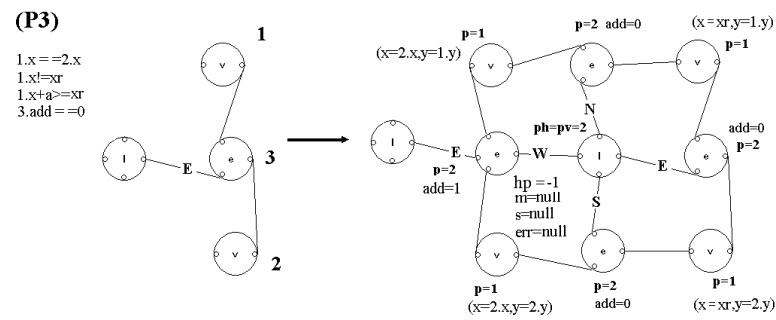 (P3)
1.x==2.x
1.x!=xr
1.x+a>=xr
3.add==0
1
v
I
E
e
3
v
2
p=1
(x=2.x,y=1.y)
v
p=2 add=0
e
(x=xr,y=1.y)
p=1
v
N
ph=pv=2
I
E
e
W
I
E
add=0
e
p=2
p=2
add=1
hp=-1
m=null
s=null
err=null
S
v
e
v
p=1
(x=2.x,y=2.y)
p=2
add=0
p=1
(x=xr,y=2.y)